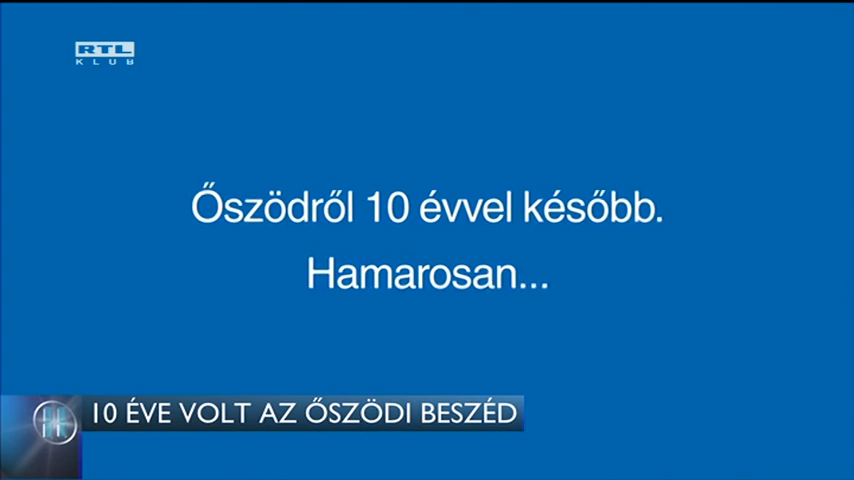 RTL
KLUB
Őszödről 10 évvel később.
Hamarosan...
10 ÉVE VOLT AZ ŐSZÖDI BESZÉD